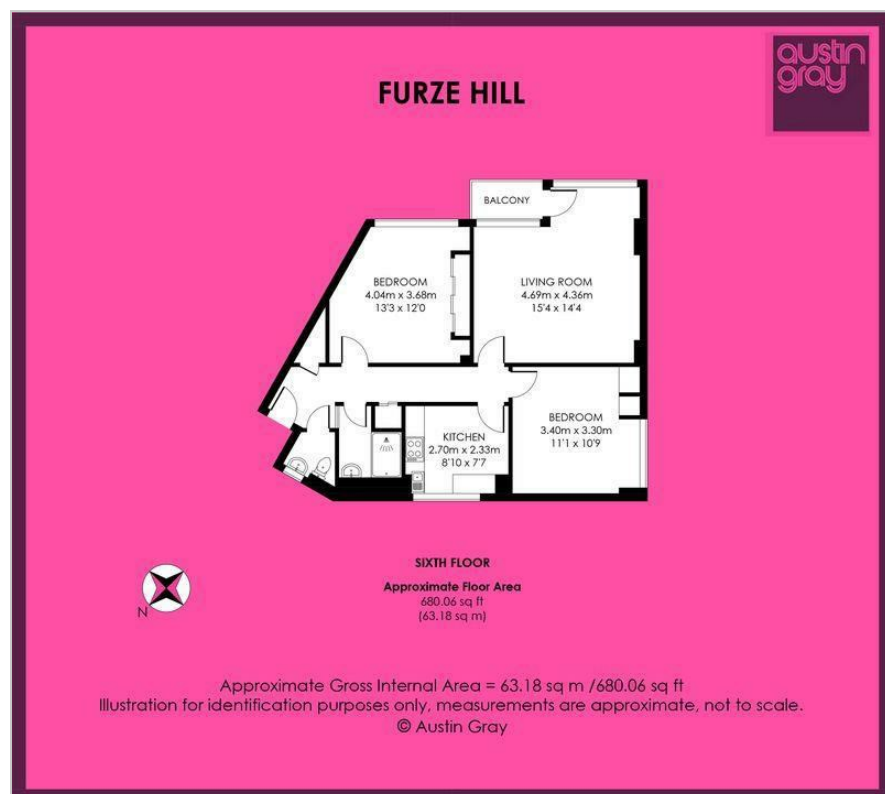 austin
gray
FURZE HILL
BALCONY
BEDROOM
4.04m x 3.68m
13'3 x 12'0
LIVING ROOM
4.69m x 4.36m
15'4 x 14'4
BEDROOM
3.40m x 3.30m
11'1 x 10'9
KITCHEN
2.70m x 2.33m
8'10 x 7'7
N
SIXTH FLOOR
Approximate Floor Area
680.06 sq ft
(63.18 sq m)
Approximate Gross Internal Area = 63.18 sq m /680.06 sq ft
Illustration for identification purposes only, measurements are approximate, not to scale.
© Austin Gray